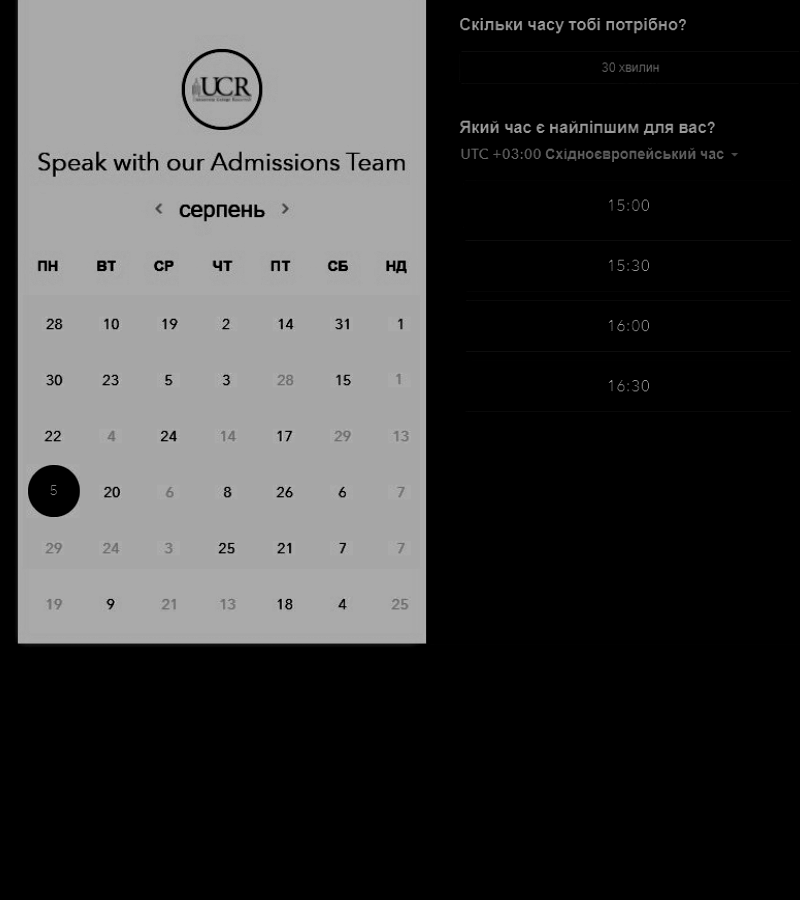 UCR
Speak with our Admissions Team
серпень
ПН ВТ СР ЧТ ПТ СБ НД
28 10 19 2 14 31 1
30 23 5 3 28 15 1
22 4 24 14 17 29 13
5 20 6 8 26 6 7
29 24 3 25 21 7 7
19 9 21 13 18 4 25
Скільки часу тобі потрібно?
30 хвилин
Який час є найліпшим для вас?
UTC +03:00 Східноєвропейський час
15:00
15:30
16:00
16:30